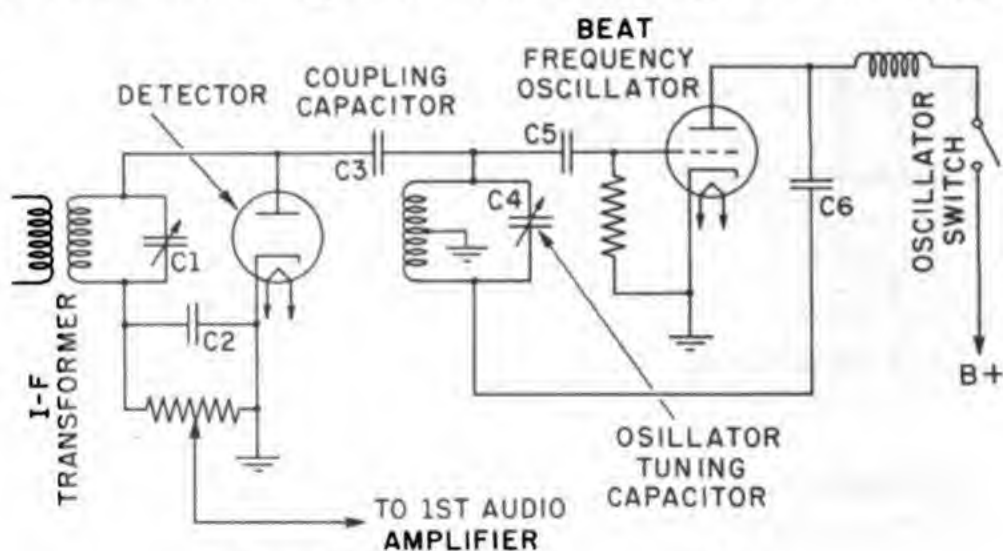 BEAT
FREQUENCY
OSCILLATOR
COUPLING
CAPACITOR
DETECTOR
C3
C5
C4
C6
C1
C2
I-F
TRANSFORMER
OSCILLATOR
SWITCH
B+
OSILLATOR
TUNING
CAPACITOR
TO 1ST AUDIO
AMPLIFIER